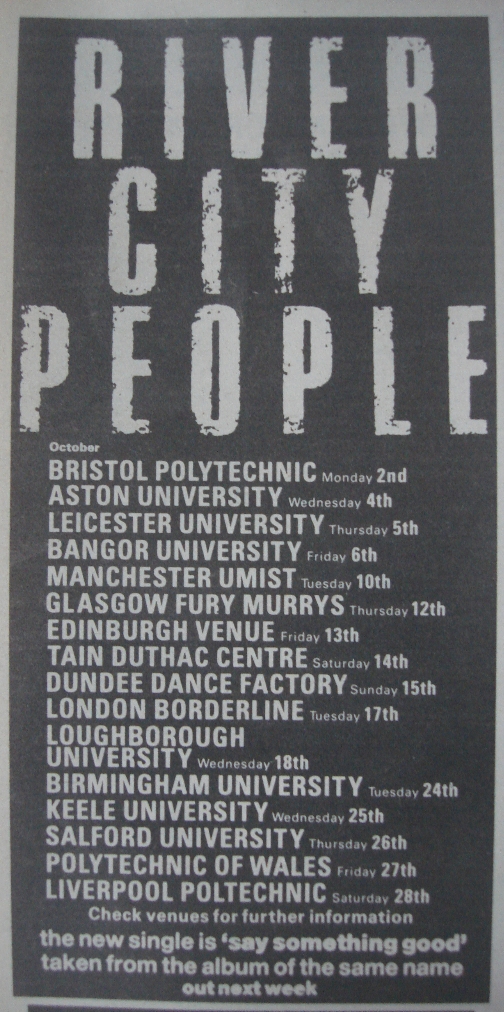 RIVER
CITY
PEOPLE
October
BRISTOL POLYTECHNIC Monday 2nd
ASTON UNIVERSITY Wednesday 4th
LEICESTER UNIVERSITY Thursday 5th
BANGOR UNIVERSITY Friday 6th
MANCHESTER UMIST Tuesday 10th
GLASGOW FURY MURRYS Thursday 12th
EDINBURGH VENUE Friday 13th
TAIN DUTHAC CENTRE Saturday 14th
DUNDEE DANCE FACTORY Sunday 15th
LONDON BORDERLINE Tuesday 17th
LOUGHBOROUGH
UNIVERSITY Wednesday 18th
BIRMINGHAM UNIVERSITY Tuesday 24th
KEELE UNIVERSITY Wednesday 25th
SALFORD UNIVERSITY Thursday 26th
POLYTECHNIC OF WALES Friday 27th
LIVERPOOL POLTECHNIC Saturday 28th
Check venues for further information
the new single is 'say something good'
taken from the album of the same name
out next week